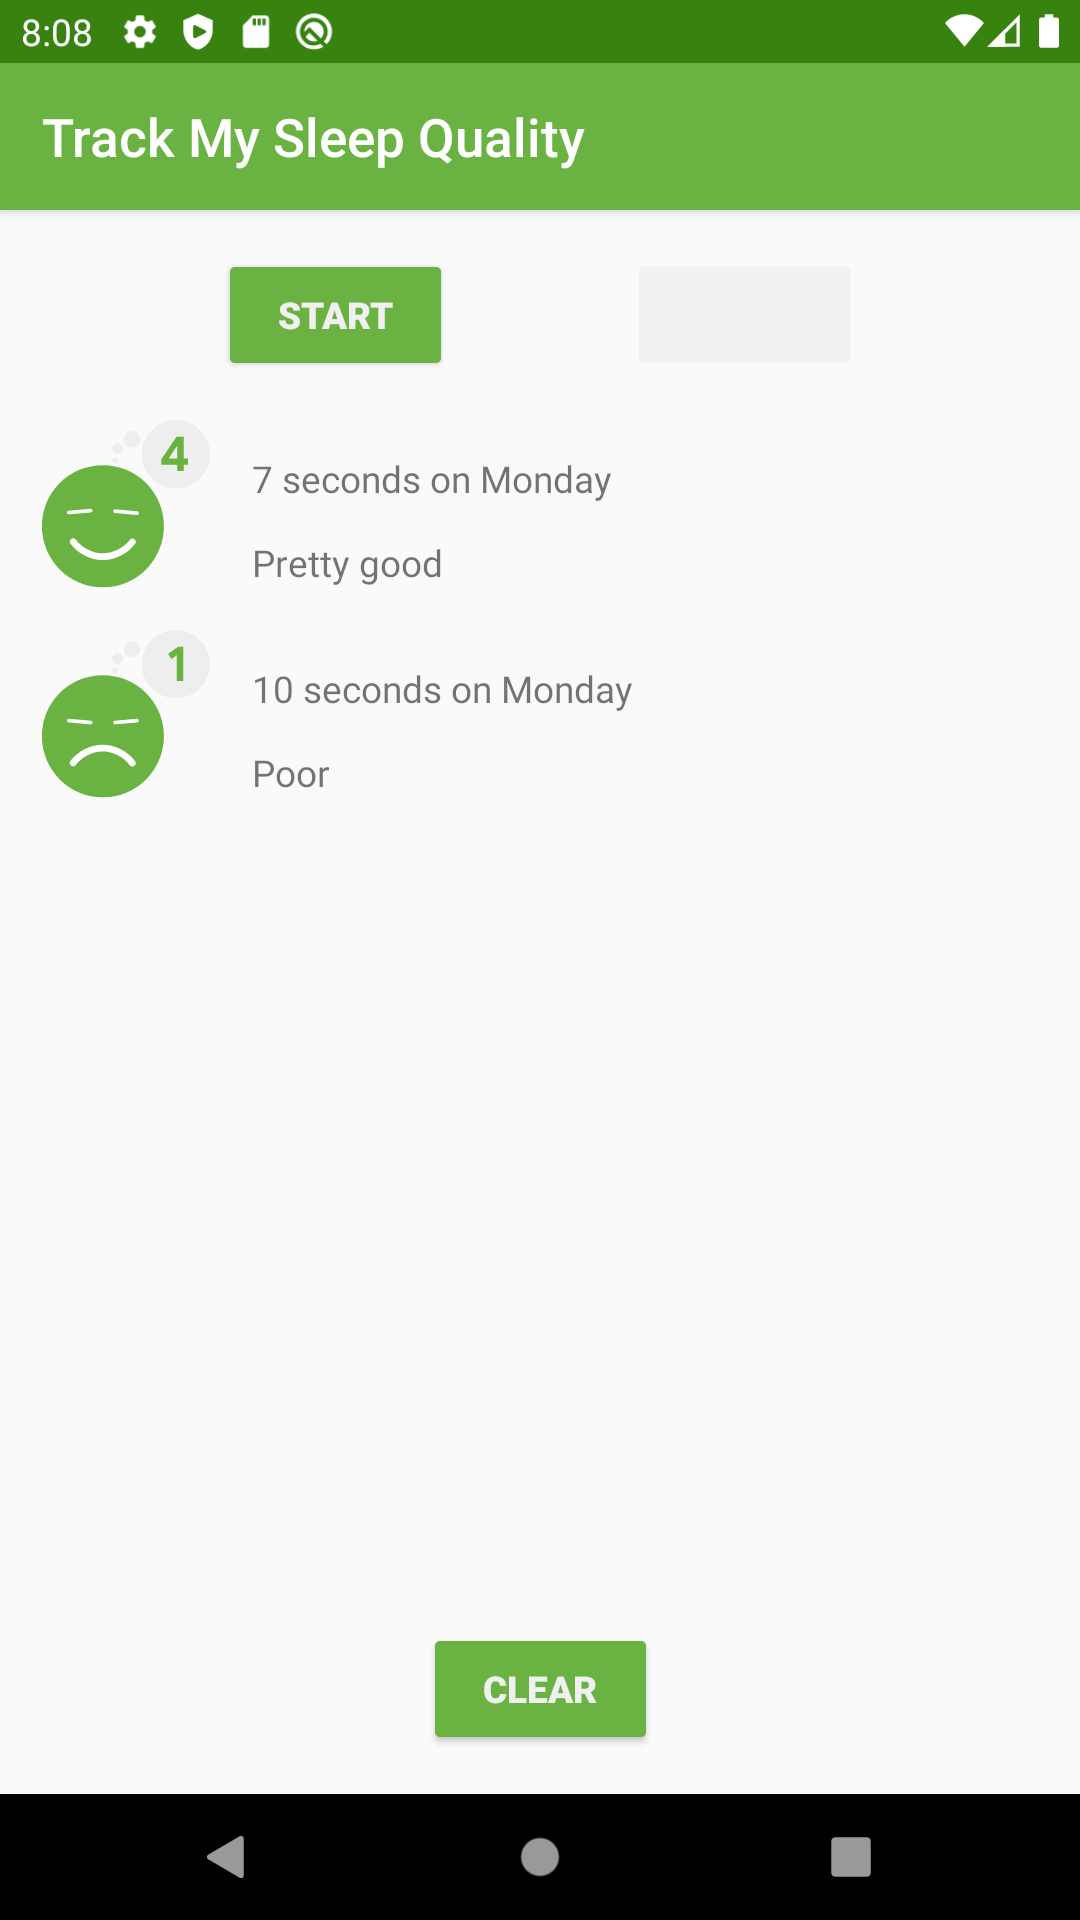 8:08
Track My Sleep Quality
START
STOP
4
7 seconds on Monday
Pretty good
1
10 seconds on Monday
Poor
CLEAR